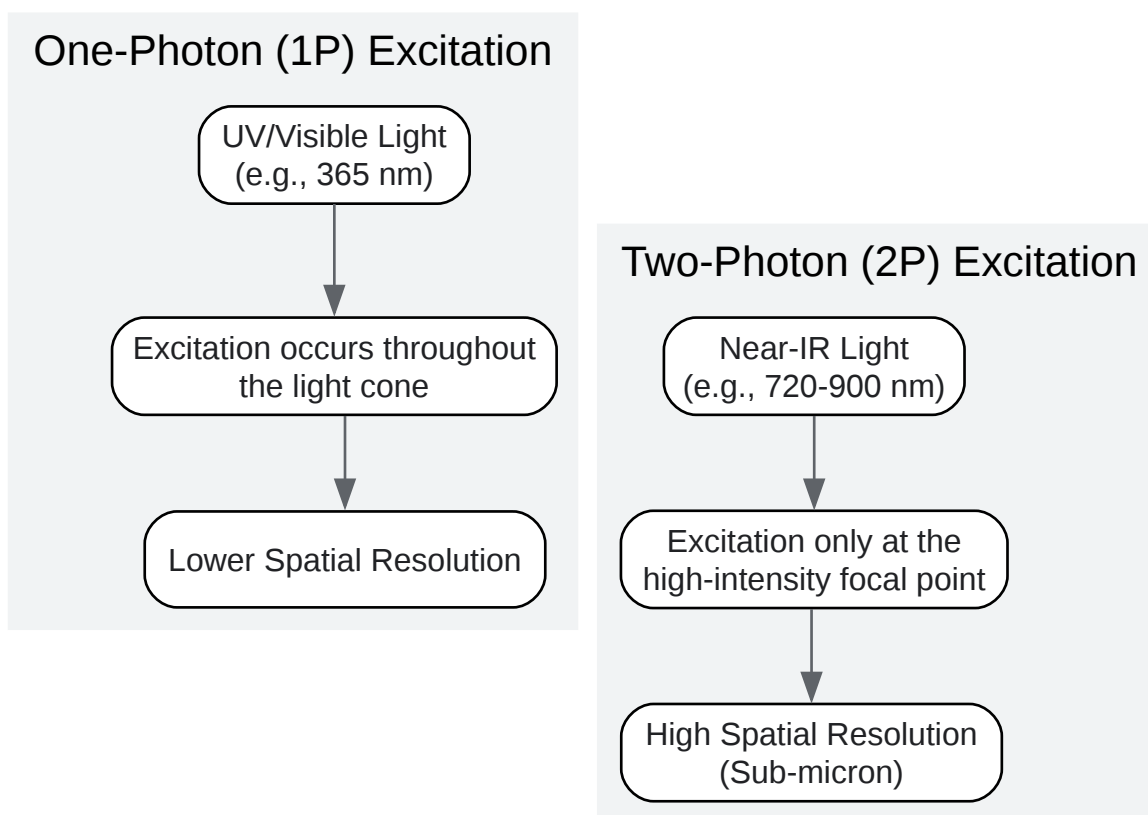 One-Photon (1P) Excitation
UV/Visible Light
(e.g., 365 nm)
Excitation occurs throughout
the light cone
Lower Spatial Resolution
Two-Photon (2P) Excitation
Near-IR Light
(e.g., 720-900 nm)
Excitation only at the
high-intensity focal point
High Spatial Resolution
(Sub-micron)